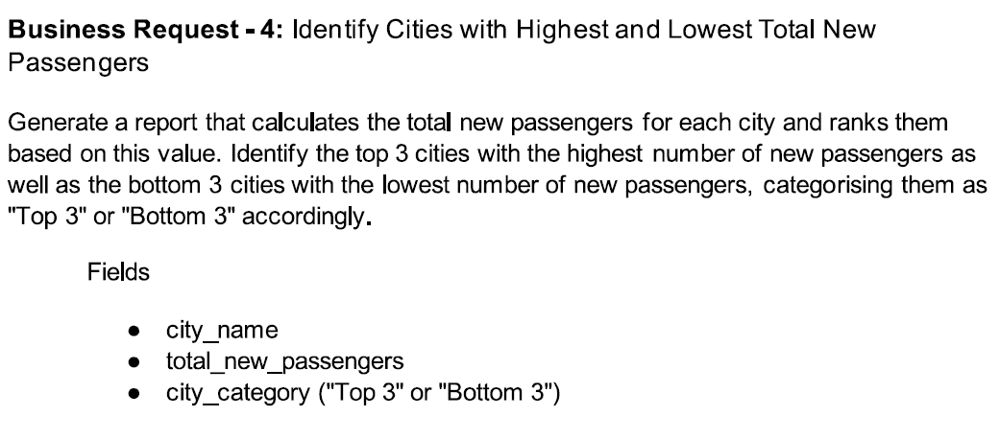 Business Request - 4: Identify Cities with Highest and Lowest Total New
Passengers
Generate a report that calculates the total new passengers for each city and ranks them
based on this value. Identify the top 3 cities with the highest number of new passengers as
well as the bottom 3 cities with the lowest number of new passengers, categorising them as
"Top 3" or "Bottom 3" accordingly.
Fields
● city_name
● total_new_passengers
● city_category ("Top 3" or "Bottom 3")